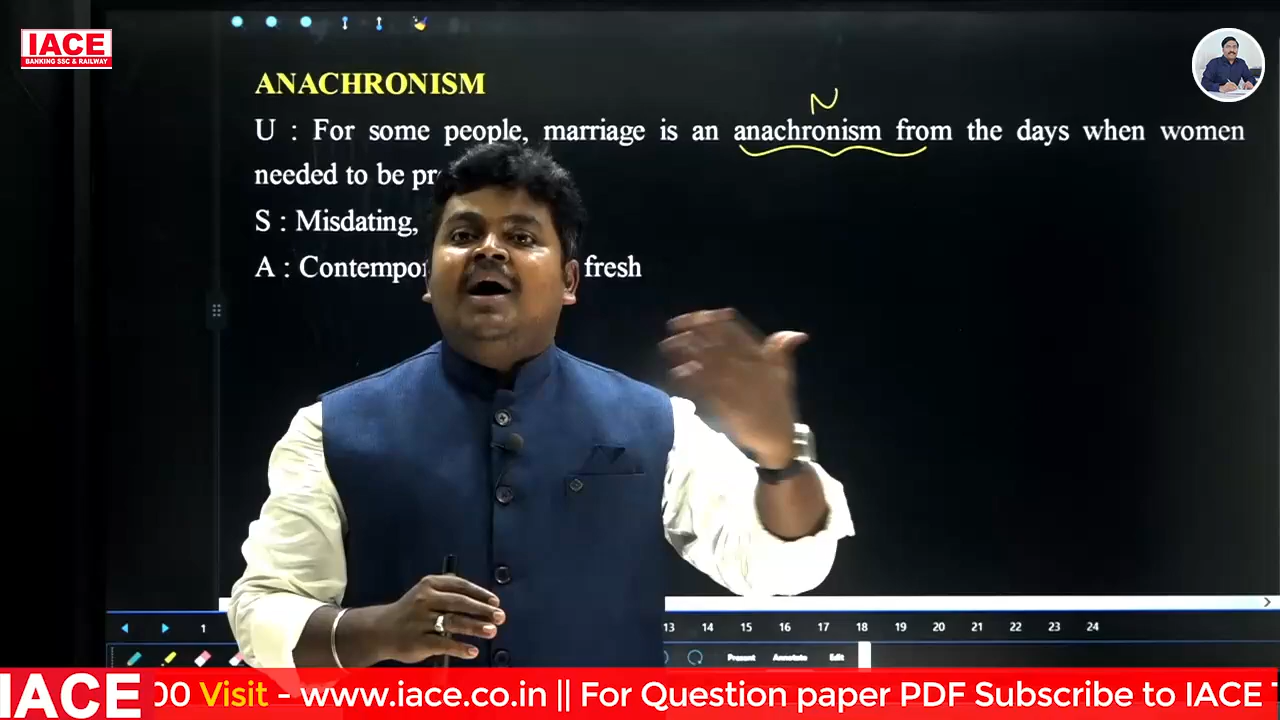 IACE
BANKING SSC & RAILWAY
ANACHRONISM
N
U : For some people, marriage is an anachronism from the days when women
needed to be
S : Misdating,
A : fresh
1 13 14 15 16 17 18 19 20 21 22 23 24
Present Annotate Edit
IACE 00 Visit - www.iace.co.in || For Question paper PDF Subscribe to IACE